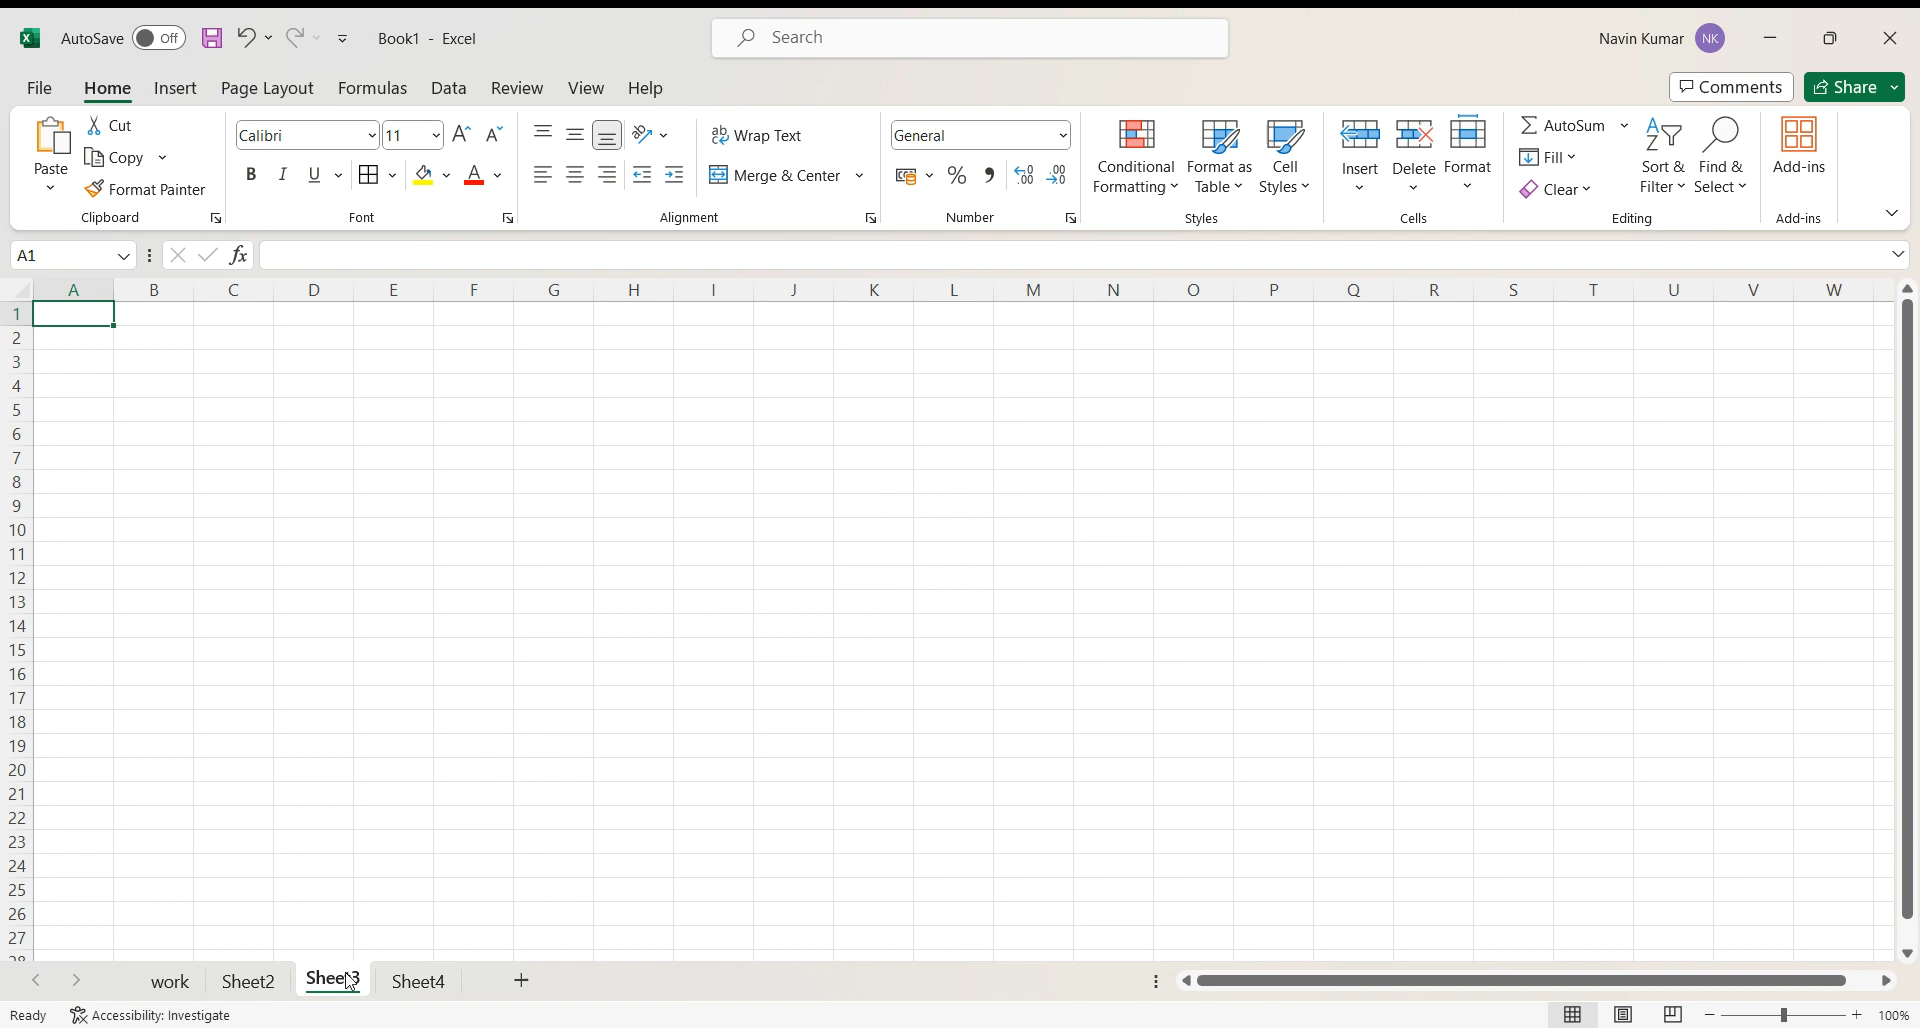 AutoSave Off Book1 - Excel Search Navin Kumar NK
File Home Insert Page Layout Formulas Data Review View Help Comments Share
Paste
Cut
Copy
Format Painter
Clipboard
Calibri 11
B I U A
Font
Wrap Text
Merge & Center
Alignment
General
Number
Conditional
Formatting
Format as
Table
Cell
Styles
Styles
Insert
Delete
Format
Cells
AutoSum
Fill
Clear
Sort &
Filter
Find &
Select
Editing
Add-ins
Add-ins
A1 fx
A B C D E F G H I J K L M N O P Q R S T U V W
1
2
3
4
5
6
7
8
9
10
11
12
13
14
15
16
17
18
19
20
21
22
23
24
25
26
27
28
work Sheet2 Sheet3 Sheet4
Ready Accessibility: Investigate 100%